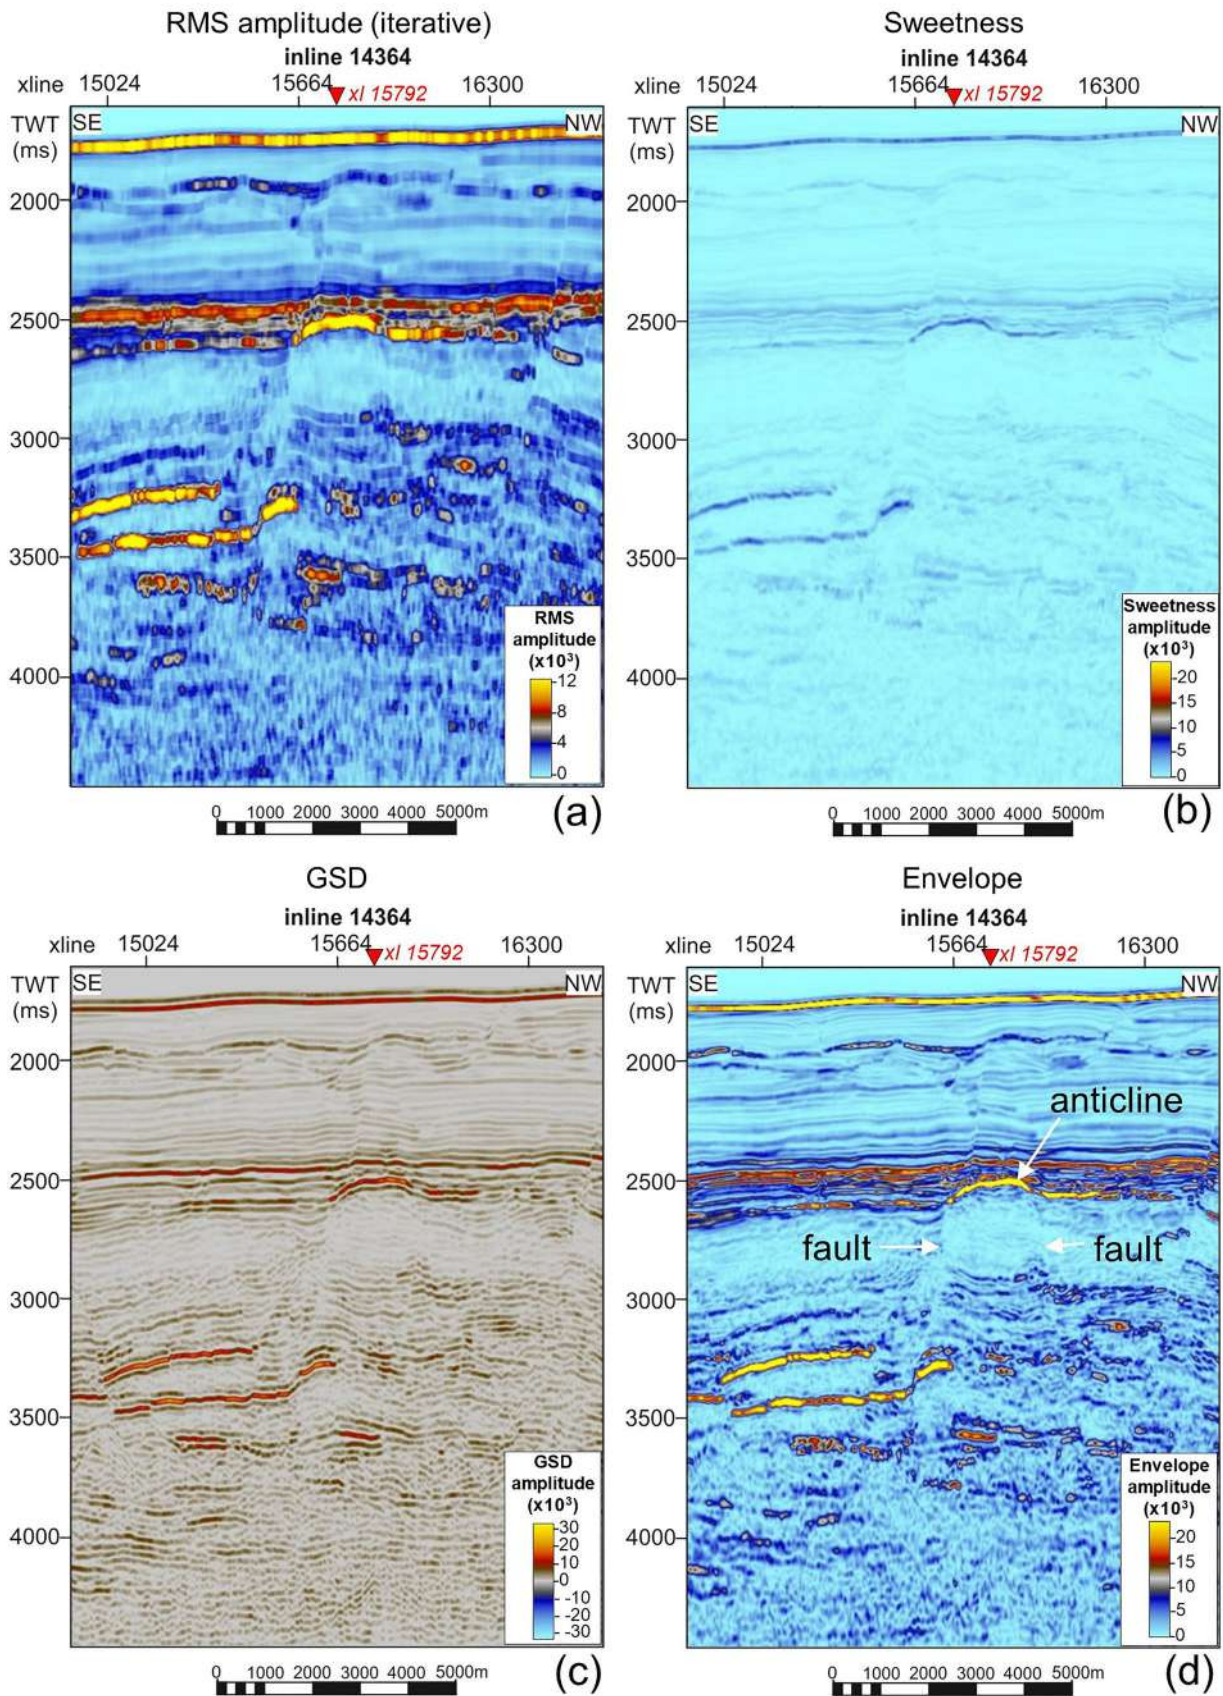 RMS amplitude (iterative)
inline 14364
xline 15024 15664 xl 15792 16300
TWT (ms)
SE NW
2000
2500
3000
3500
4000
RMS
amplitude
(x10³)
12
8
4
0
0 1000 2000 3000 4000 5000m
(a)
Sweetness
inline 14364
xline 15024 15664 xl 15792 16300
TWT (ms)
SE NW
2000
2500
3000
3500
4000
Sweetness
amplitude
(x10³)
20
15
10
5
0
0 1000 2000 3000 4000 5000m
(b)
GSD
inline 14364
xline 15024 15664 xl 15792 16300
TWT (ms)
SE NW
2000
2500
3000
3500
4000
GSD
amplitude
(x10³)
30
20
10
0
-10
-20
-30
0 1000 2000 3000 4000 5000m
(c)
Envelope
inline 14364
xline 15024 15664 xl 15792 16300
TWT (ms)
SE NW
2000
anticline
2500
fault fault
3000
3500
4000
Envelope
amplitude
(x10³)
20
15
10
5
0
0 1000 2000 3000 4000 5000m
(d)